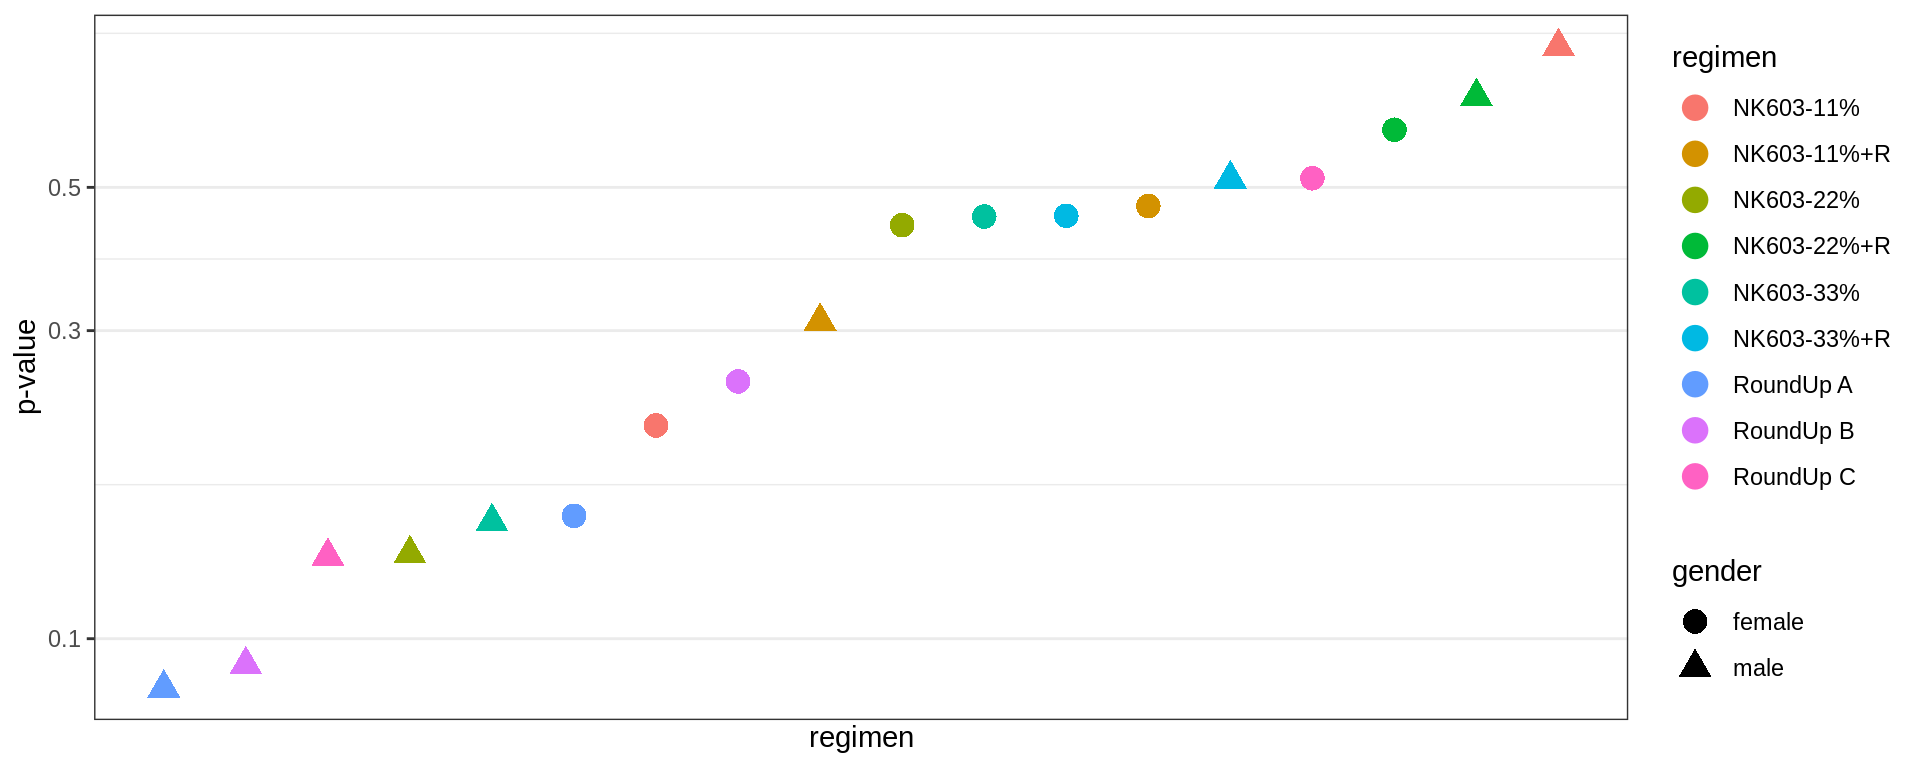 p-value
0.5
0.3
0.1
regimen
regimen
NK603-11%
NK603-11%+R
NK603-22%
NK603-22%+R
NK603-33%
NK603-33%+R
RoundUp A
RoundUp B
RoundUp C
gender
female
male